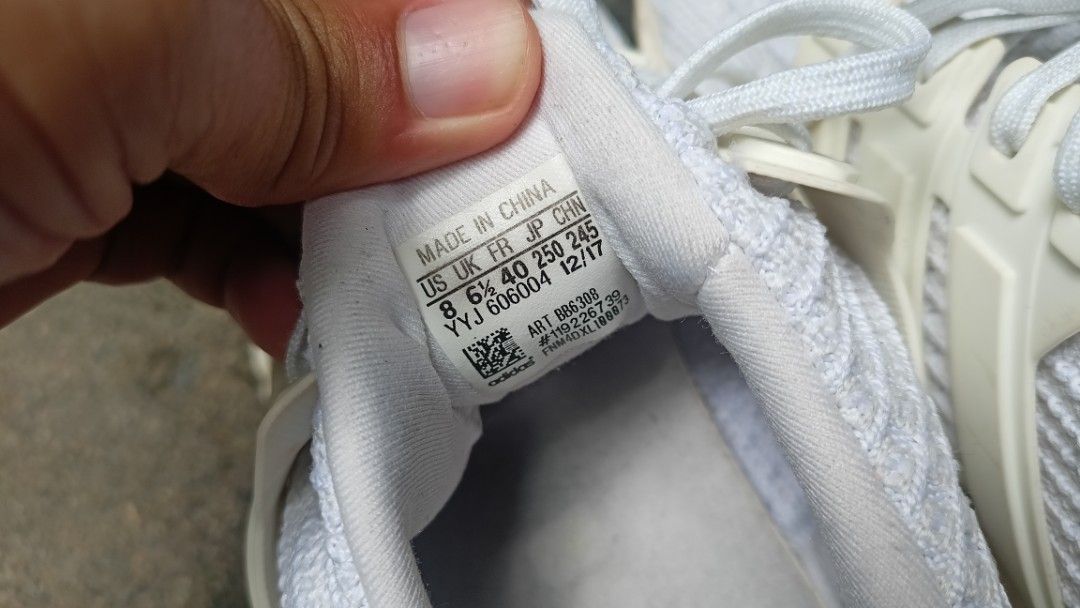 MADE IN CHINA
US UK FR JP CHN
8 6½ 40 250 245
YYJ 606004 12/17
ART BB6308
#119226739
FNM4DXL100073
adidas